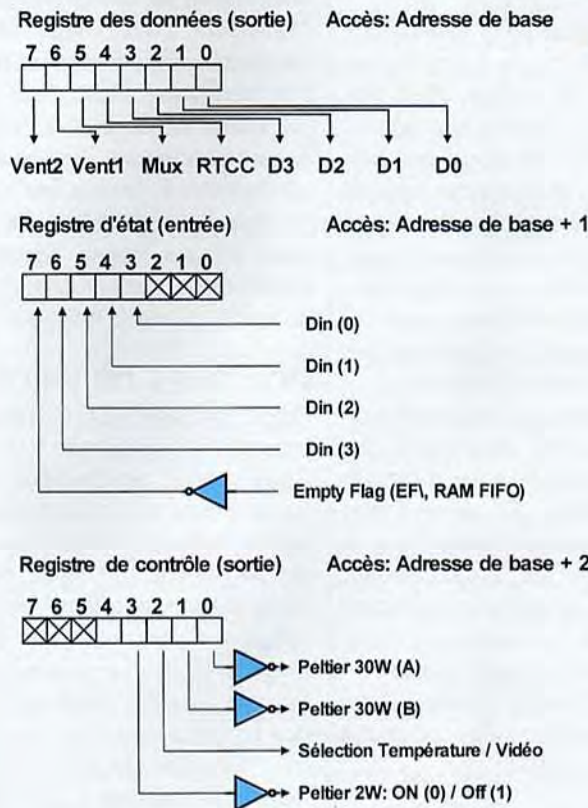 Registre des données (sortie) Accès: Adresse de base
7 6 5 4 3 2 1 0
Vent2 Vent1 Mux RTCC D3 D2 D1 D0
Registre d'état (entrée) Accès: Adresse de base + 1
7 6 5 4 3 2 1 0
Din (0)
Din (1)
Din (2)
Din (3)
Empty Flag (EF\, RAM FIFO)
Registre de contrôle (sortie) Accès: Adresse de base + 2
7 6 5 4 3 2 1 0
Peltier 30W (A)
Peltier 30W (B)
Sélection Température / Vidéo
Peltier 2W: ON (0) / Off (1)